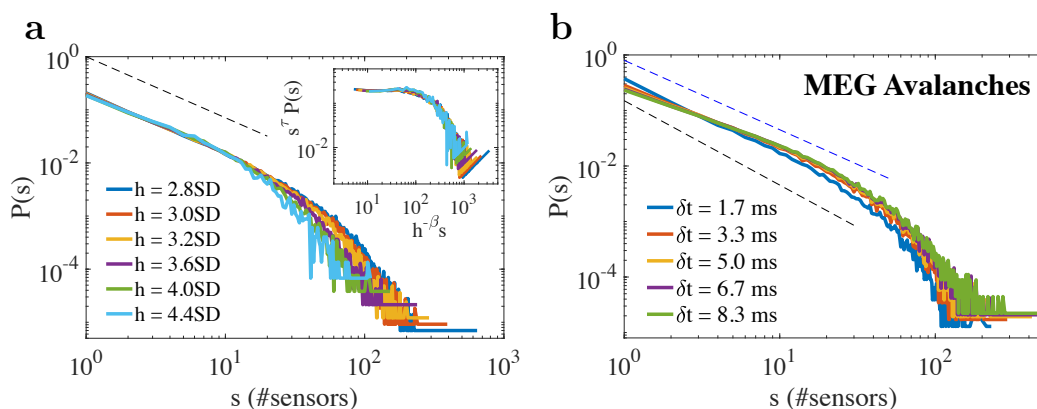 a
P(s)
10^0
10^-2
10^-4
10^0
10^1
10^2
10^3
s (#sensors)
h = 2.8SD
h = 3.0SD
h = 3.2SD
h = 3.6SD
h = 4.0SD
h = 4.4SD
s^τ P(s)
10^-2
10^1
10^2
10^3
h^-β s
b
MEG Avalanches
P(s)
10^0
10^-2
10^-4
10^0
10^1
10^2
s (#sensors)
δt = 1.7 ms
δt = 3.3 ms
δt = 5.0 ms
δt = 6.7 ms
δt = 8.3 ms